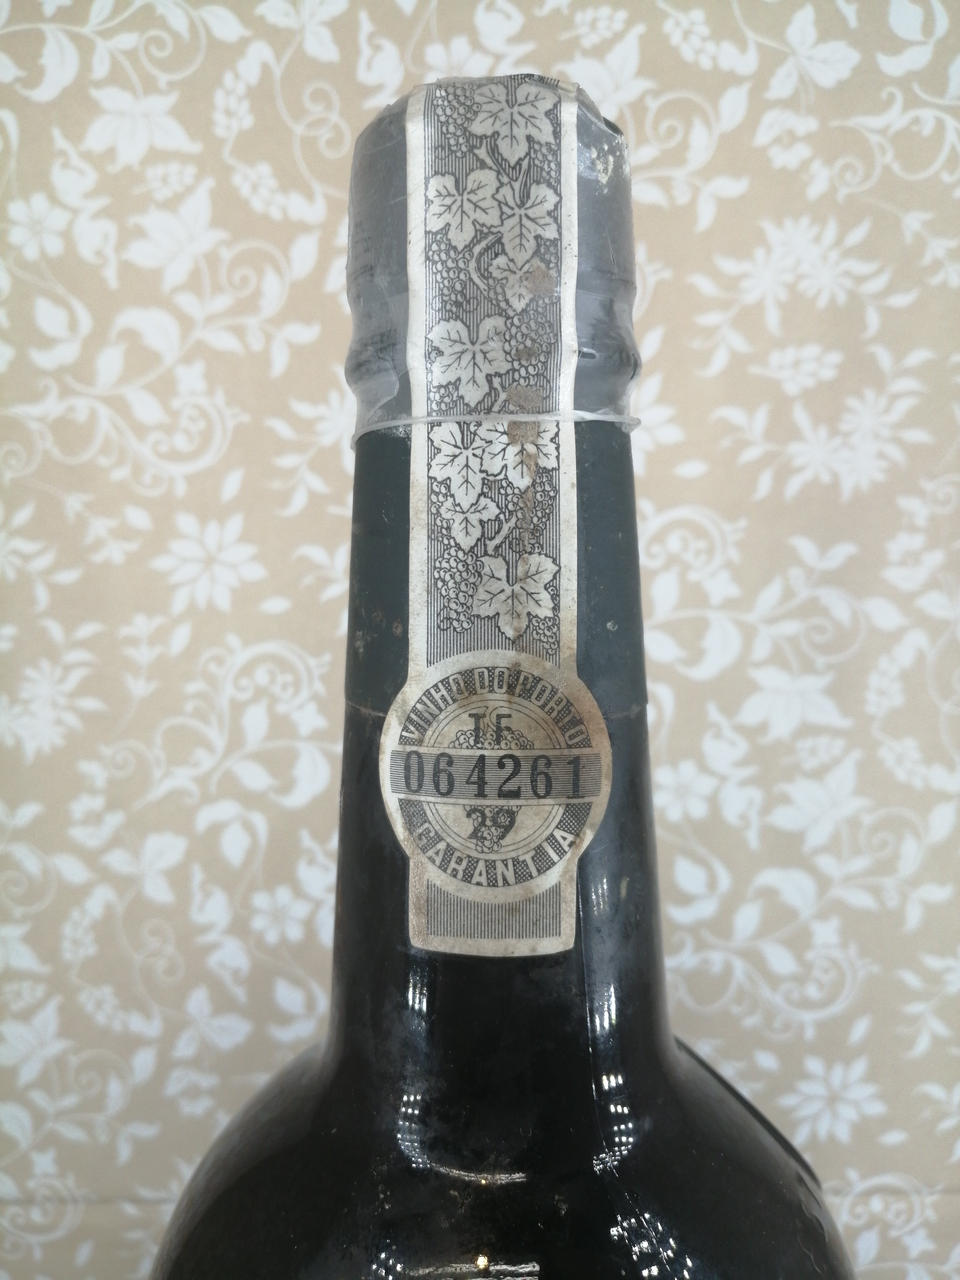 VINHO DO PORTO
TF
064261
29
GARANTIA